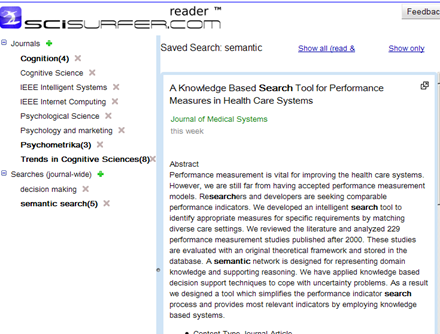 reader ™
SCISURFER.COM
Feedbac
Journals
Cognition(4)
Cognitive Science
IEEE Intelligent Systems
IEEE Internet Computing
Psychological Science
Psychology and marketing
Psychometrika(3)
Trends in Cognitive Sciences(8)
Searches (journal-wide)
decision making
semantic search(5)
Saved Search: semantic
Show all (read &
Show only
A Knowledge Based Search Tool for Performance
Measures in Health Care Systems
Journal of Medical Systems
this week
Abstract
Performance measurement is vital for improving the health care systems.
However, we are still far from having accepted performance measurement
models. Researchers and developers are seeking comparable
performance indicators. We developed an intelligent search tool to
identify appropriate measures for specific requirements by matching
diverse care settings. We reviewed the literature and analyzed 229
performance measurement studies published after 2000. These studies
are evaluated with an original theoretical framework and stored in the
database. A semantic network is designed for representing domain
knowledge and supporting reasoning. We have applied knowledge based
decision support techniques to cope with uncertainty problems. As a result
we designed a tool which simplifies the performance indicator search
process and provides most relevant indicators by employing knowledge
based systems.
Content Type Journal Article